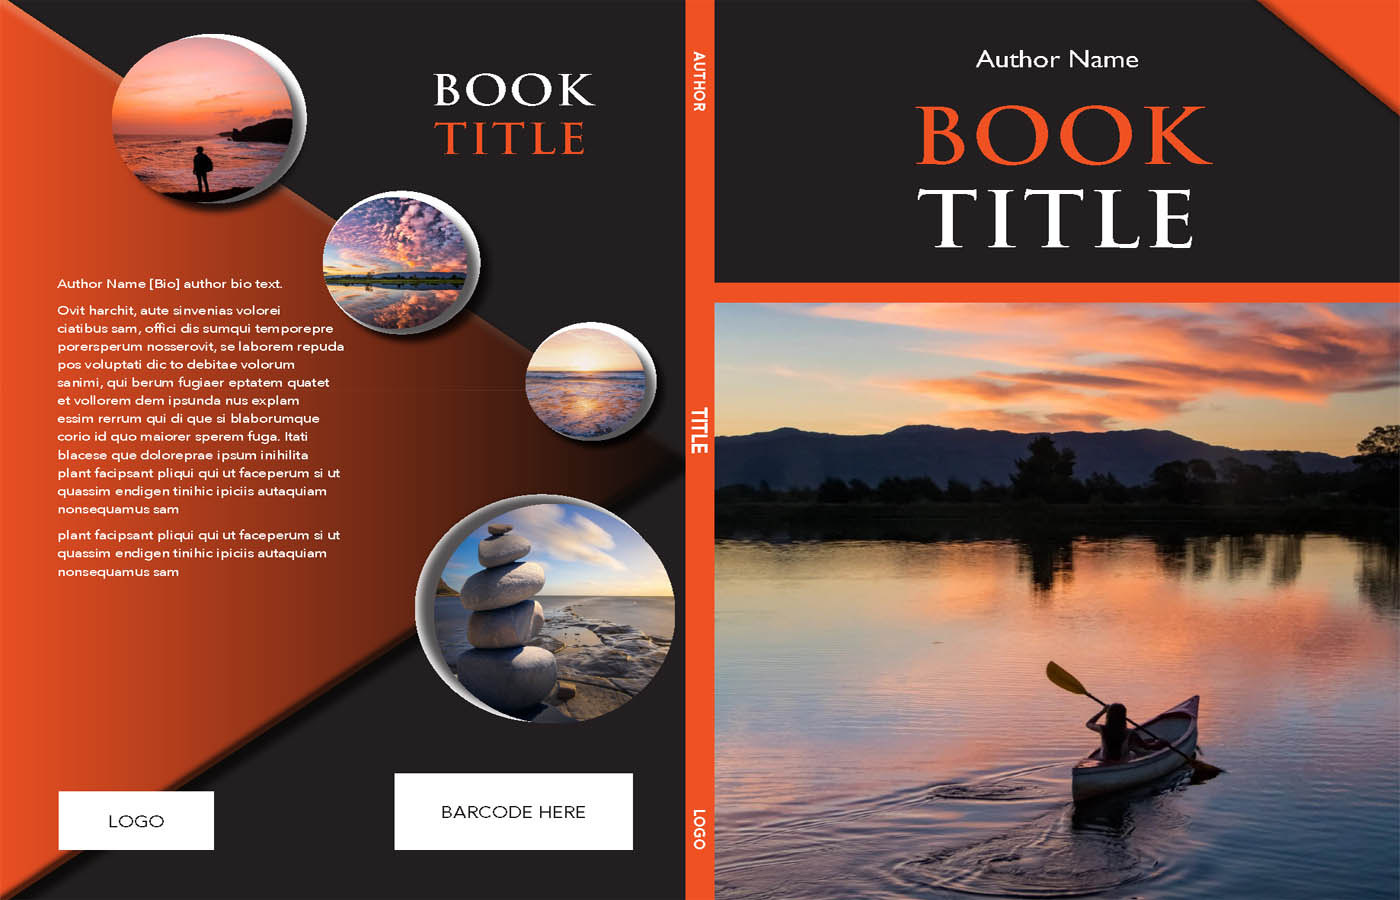 BOOK
TITLE
Author Name [Bio] author bio text.
Ovit harchit, aute sinvenias volorei
ciatibus sam, offici dis sumqui temporepre
porersperum nosserovit, se laborem repuda
pos voluptati dic to debitae volorum
sanimi, qui berum fugiaer eptatem quatet
et vollorem dem ipsunda nus explam
essim rerrum qui di que si blaborumque
corio id quo maiorer sperem fuga. Itati
blacese que doloreprae ipsum inihilita
plant facipsant pliqui qui ut faceperum si ut
quassim endigen tinihic ipiciis autaquiam
nonsequamus sam
plant facipsant pliqui qui ut faceperum si ut
quassim endigen tinihic ipiciis autaquiam
nonsequamus sam
LOGO
BARCODE HERE
AUTHOR
TITLE
LOGO
Author Name
BOOK
TITLE